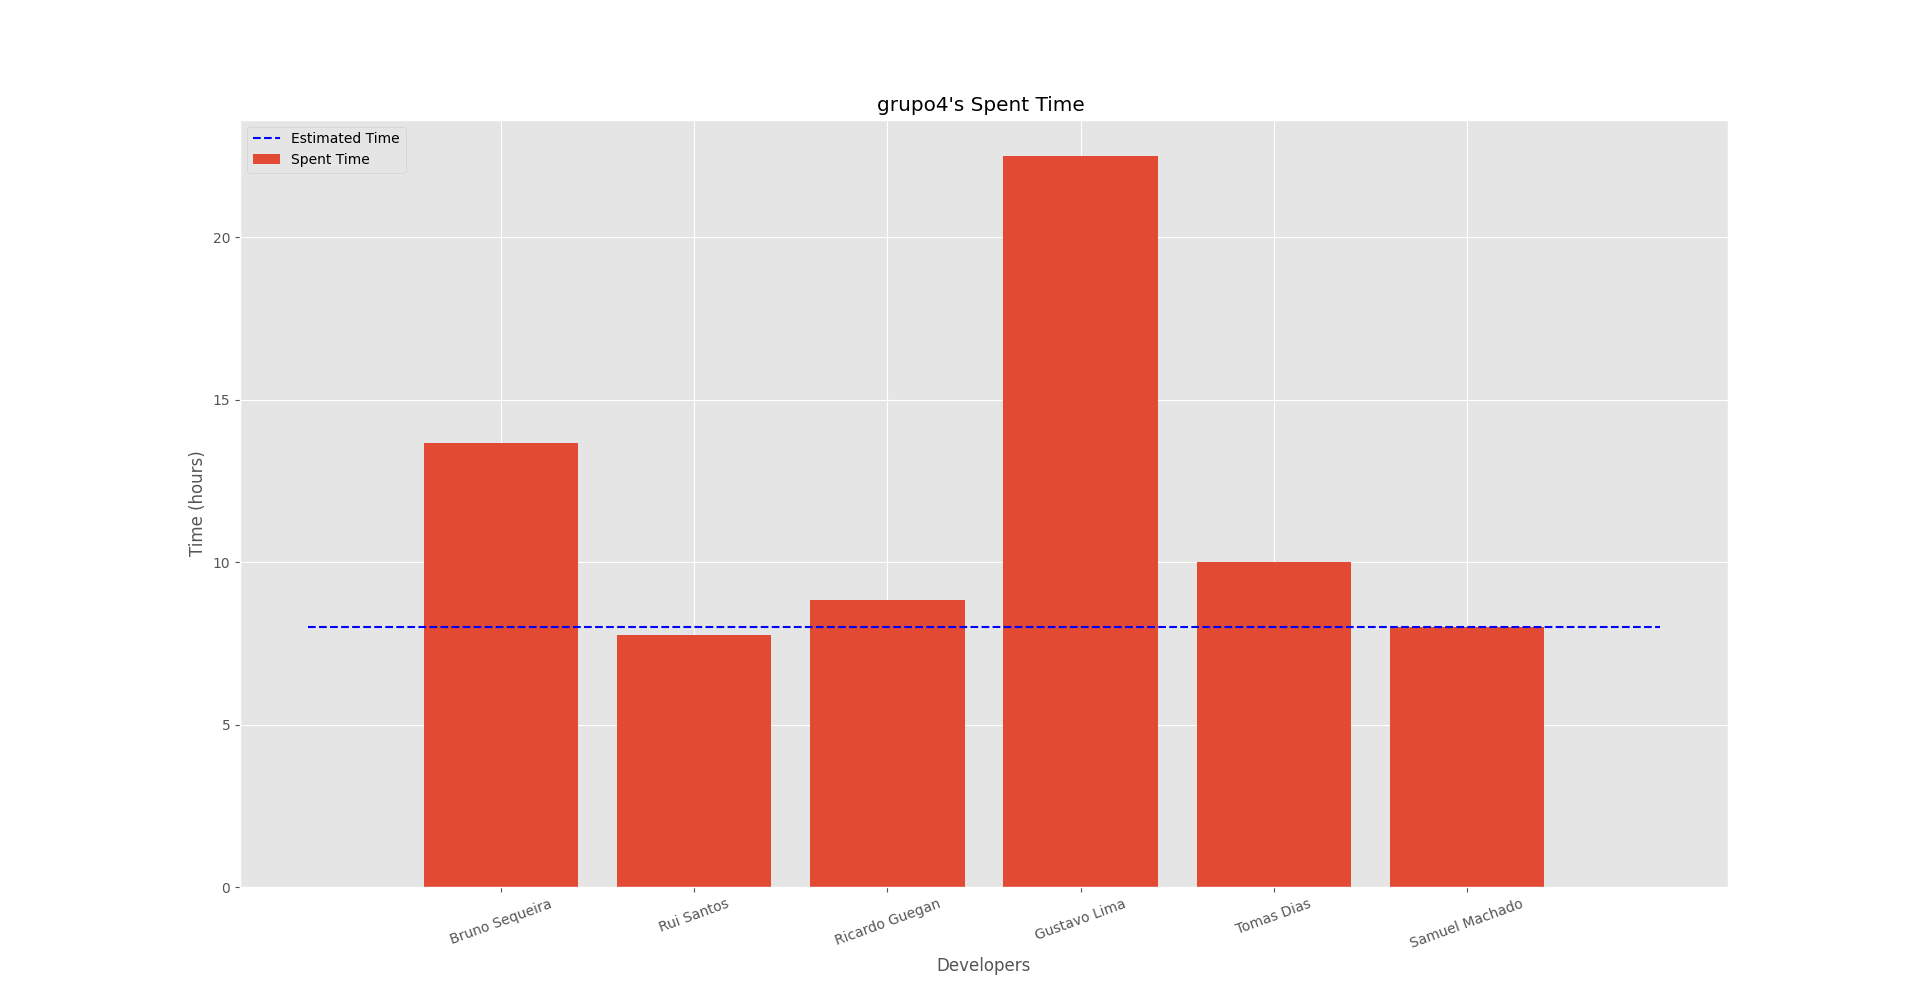 grupo4's Spent Time
Estimated Time
Spent Time
20
15
10
5
0
Time (hours)
Bruno Sequeira
Rui Santos
Ricardo Guegan
Gustavo Lima
Tomas Dias
Samuel Machado
Developers